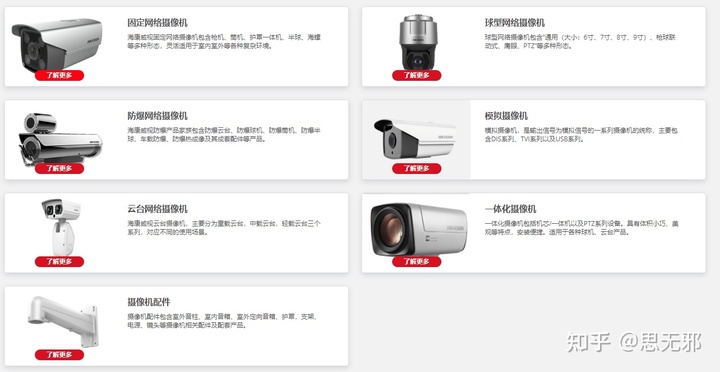 固定网络摄像机
海康威视固定网络摄像机包含枪机、筒机、护罩一体机、半球、海螺
等多种形态，灵活适用于室内室外等各种复杂环境。
了解更多
球型网络摄像机
球型网络摄像机包含"通用（大小：6寸、7寸、8寸、9寸）、枪球联
动式、鹰眼、PTZ"等多种形态。
了解更多
防爆网络摄像机
海康威视防爆产品家族包含防爆云台、防爆球机、防爆筒机、防爆半
球、车载防爆、防爆热成像及其成套配件等产品。
了解更多
模拟摄像机
模拟摄像机，是输出信号为模拟信号的一系列摄像机的统称，主要包
含DIS系列、TVI系列以及USB系列。
了解更多
云台网络摄像机
海康威视云台摄像机，主要分为重载云台，中载云台，轻载云台三个
系列，对应不同的使用场景。
了解更多
一体化摄像机
一体化摄像机包括机芯/一体机以及PTZ系列设备。具有体积小巧、美
观等特点，安装便捷。适用于各种球机、云台产品。
了解更多
摄像机配件
摄像机配件包含室外音柱、室内音箱、室外定向音箱、护罩、支架、
电源、镜头等摄像机相关配件及配套产品。
了解更多
知乎 @思无邪